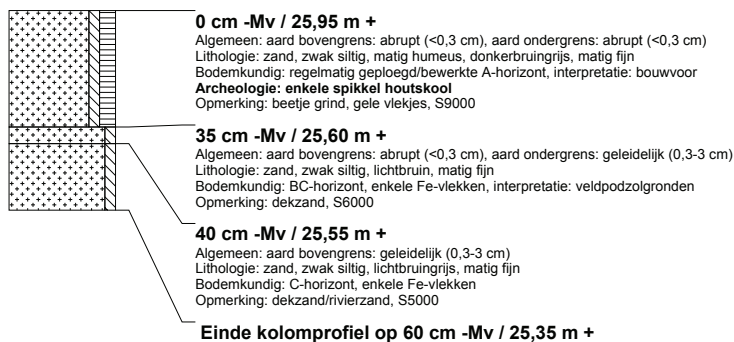 0 cm -Mv / 25,95 m +
Algemeen: aard bovengrens: abrupt (<0,3 cm), aard ondergrens: abrupt (<0,3 cm)
Lithologie: zand, zwak siltig, matig humeus, donkerbruingrijs, matig fijn
Bodemkundig: regelmatig geploegd/bewerkte A-horizont, interpretatie: bouwvoor
Archeologie: enkele spikkel houtskool
Opmerking: beetje grind, gele vlekjes, S9000
35 cm -Mv / 25,60 m +
Algemeen: aard bovengrens: abrupt (<0,3 cm), aard ondergrens: geleidelijk (0,3-3 cm)
Lithologie: zand, zwak siltig, lichtbruin, matig fijn
Bodemkundig: BC-horizont, enkele Fe-vlekken, interpretatie: veldpodzolgronden
Opmerking: dekzand, S6000
40 cm -Mv / 25,55 m +
Algemeen: aard bovengrens: geleidelijk (0,3-3 cm)
Lithologie: zand, zwak siltig, lichtbruingrijs, matig fijn
Bodemkundig: C-horizont, enkele Fe-vlekken
Opmerking: dekzand/rivierzand, S5000
Einde kolomprofiel op 60 cm -Mv / 25,35 m +